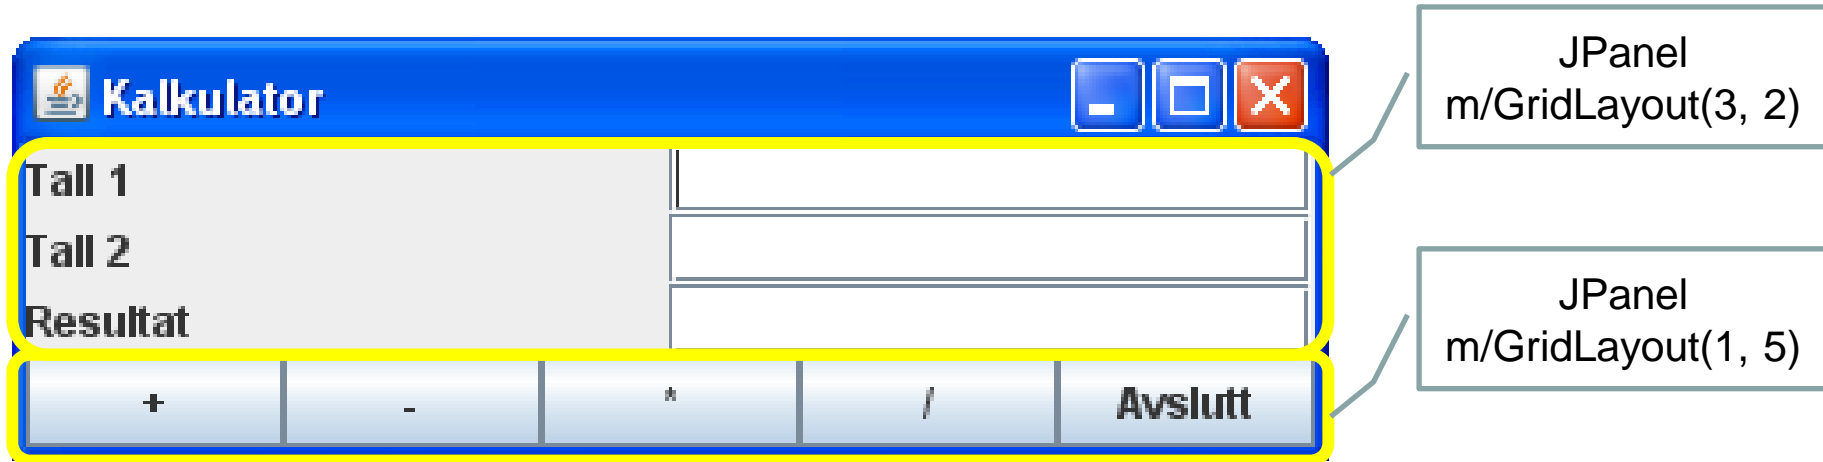 Kalkulator
Tall 1
Tall 2
Resultat
+ - * / Avslutt
JPanel
m/GridLayout(3, 2)
JPanel
m/GridLayout(1, 5)